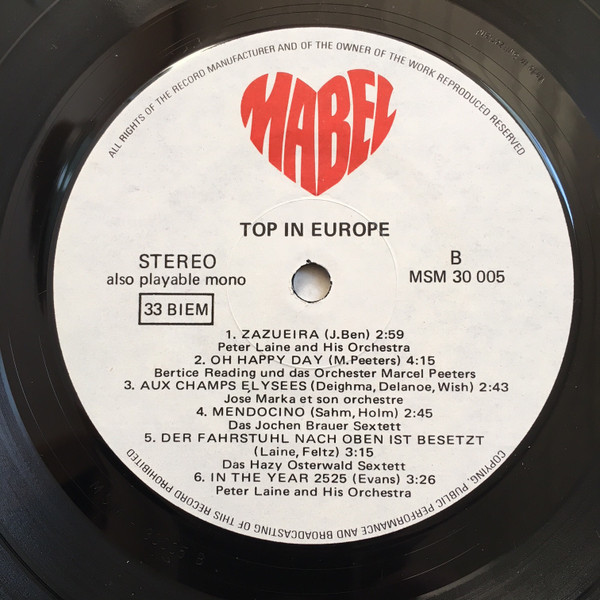 ALL RIGHTS OF THE RECORD MANUFACTURER AND OF THE OWNER OF THE WORK REPRODUCED RESERVED
MABEL
TOP IN EUROPE
STEREO
also playable mono
33 BIEM
B
MSM 30 005
1. ZAZUEIRA (J.Ben) 2:59
Peter Laine and His Orchestra
2. OH HAPPY DAY (M.Peeters) 4:15
Bertice Reading und das Orchester Marcel Peeters
3. AUX CHAMPS ELYSEES (Deighma, Delanoe, Wish) 2:43
Jose Marka et son orchestre
4. MENDOCINO (Sahm, Holm) 2:45
Das Jochen Brauer Sextett
5. DER FAHRSTUHL NACH OBEN IST BESETZT
(Laine, Feltz) 3:15
Das Hazy Osterwald Sextett
6. IN THE YEAR 2525 (Evans) 3:26
Peter Laine and His Orchestra
COPYING, PUBLIC PERFORMANCE AND BROADCASTING OF THIS RECORD PROHIBITED